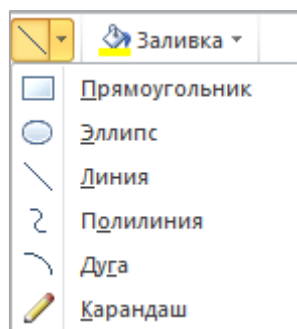 Заливка
Прямоугольник
Эллипс
Линия
Полилиния
Дуга
Карандаш